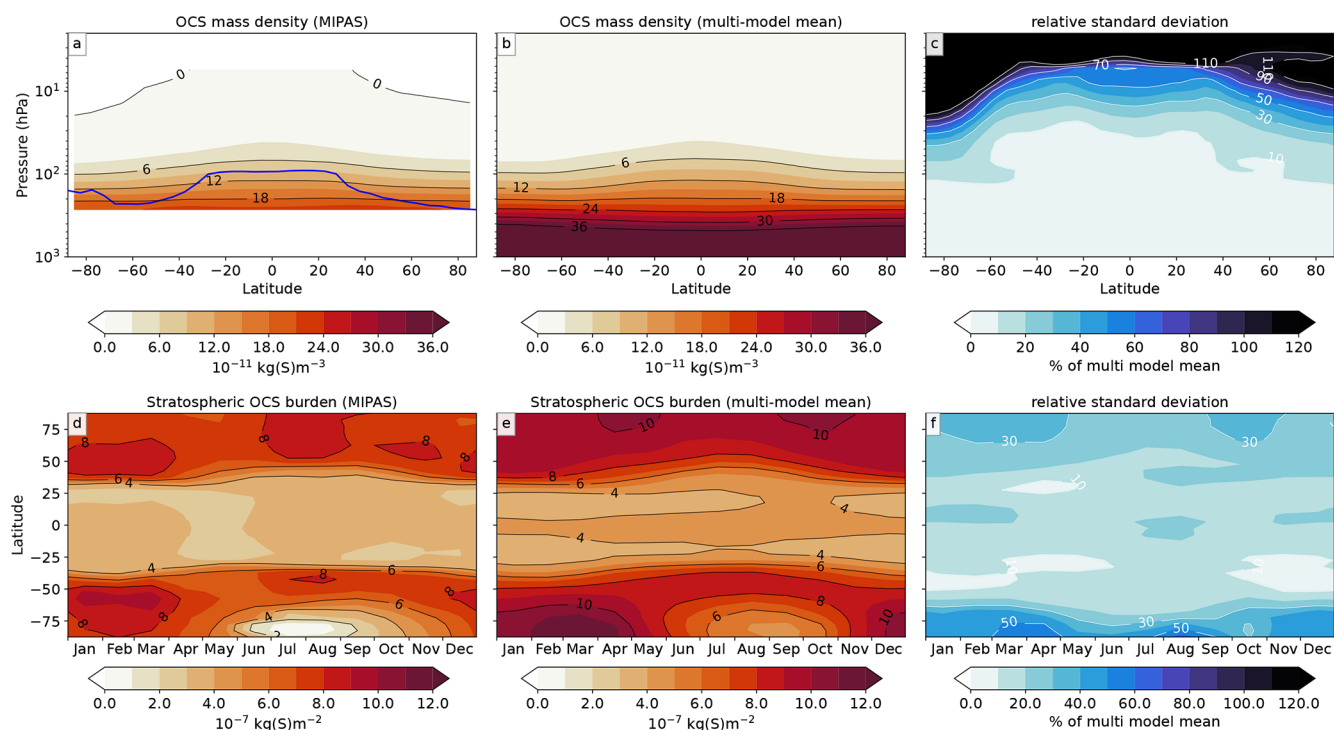 OCS mass density (MIPAS)
OCS mass density (multi-model mean)
relative standard deviation
a
b
c
Pressure (hPa)
10¹
10²
10³
0
0
6
12
18
6
12
18
24
30
36
70
110
110
90
50
30
10
−80 −60 −40 −20 0 20 40 60 80
−80 −60 −40 −20 0 20 40 60 80
−80 −60 −40 −20 0 20 40 60 80
Latitude
Latitude
Latitude
0.0 6.0 12.0 18.0 24.0 30.0 36.0
0.0 6.0 12.0 18.0 24.0 30.0 36.0
0 20 40 60 80 100 120
10⁻¹¹ kg(S)m⁻³
10⁻¹¹ kg(S)m⁻³
% of multi model mean
Stratospheric OCS burden (MIPAS)
Stratospheric OCS burden (multi-model mean)
relative standard deviation
d
e
f
Latitude
75
50
25
0
−25
−50
−75
8
8
8
8
6
4
4
6
8
8
8
8
6
4
2
10
10
8
6
4
4
4
4
6
10
8
6
10
30
30
10
50
30
50
Jan Feb Mar Apr May Jun Jul Aug Sep Oct Nov Dec
Jan Feb Mar Apr May Jun Jul Aug Sep Oct Nov Dec
Jan Feb Mar Apr May Jun Jul Aug Sep Oct Nov Dec
0.0 2.0 4.0 6.0 8.0 10.0 12.0
0.0 2.0 4.0 6.0 8.0 10.0 12.0
0.0 20.0 40.0 60.0 80.0 100.0 120.0
10⁻⁷ kg(S)m⁻²
10⁻⁷ kg(S)m⁻²
% of multi model mean